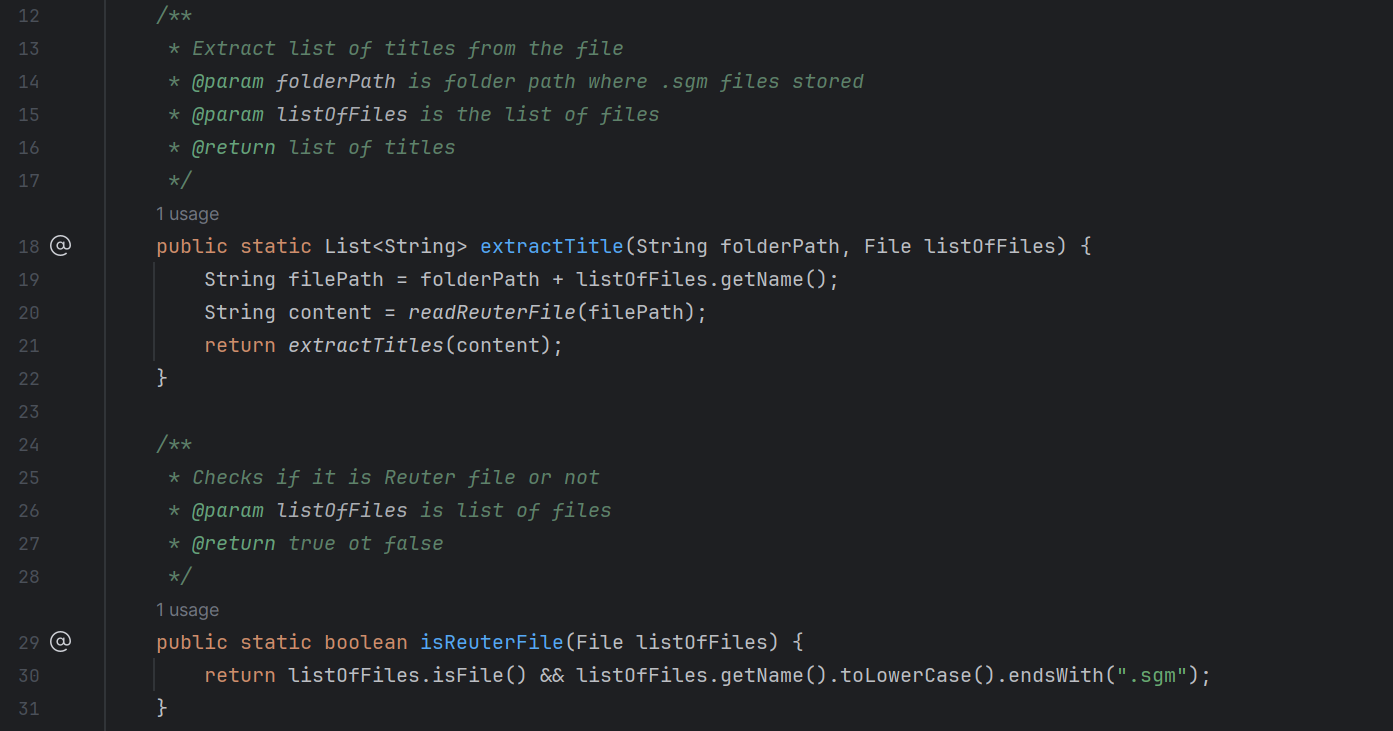 12 /**
13 * Extract list of titles from the file
14 * @param folderPath is folder path where .sgm files stored
15 * @param listOfFiles is the list of files
16 * @return list of titles
17 */
1 usage
18 @ public static List<String> extractTitle(String folderPath, File listOfFiles) {
19 String filePath = folderPath + listOfFiles.getName();
20 String content = readReuterFile(filePath);
21 return extractTitles(content);
22 }
23
24 /**
25 * Checks if it is Reuter file or not
26 * @param listOfFiles is list of files
27 * @return true ot false
28 */
1 usage
29 @ public static boolean isReuterFile(File listOfFiles) {
30 return listOfFiles.isFile() && listOfFiles.getName().toLowerCase().endsWith(".sgm");
31 }